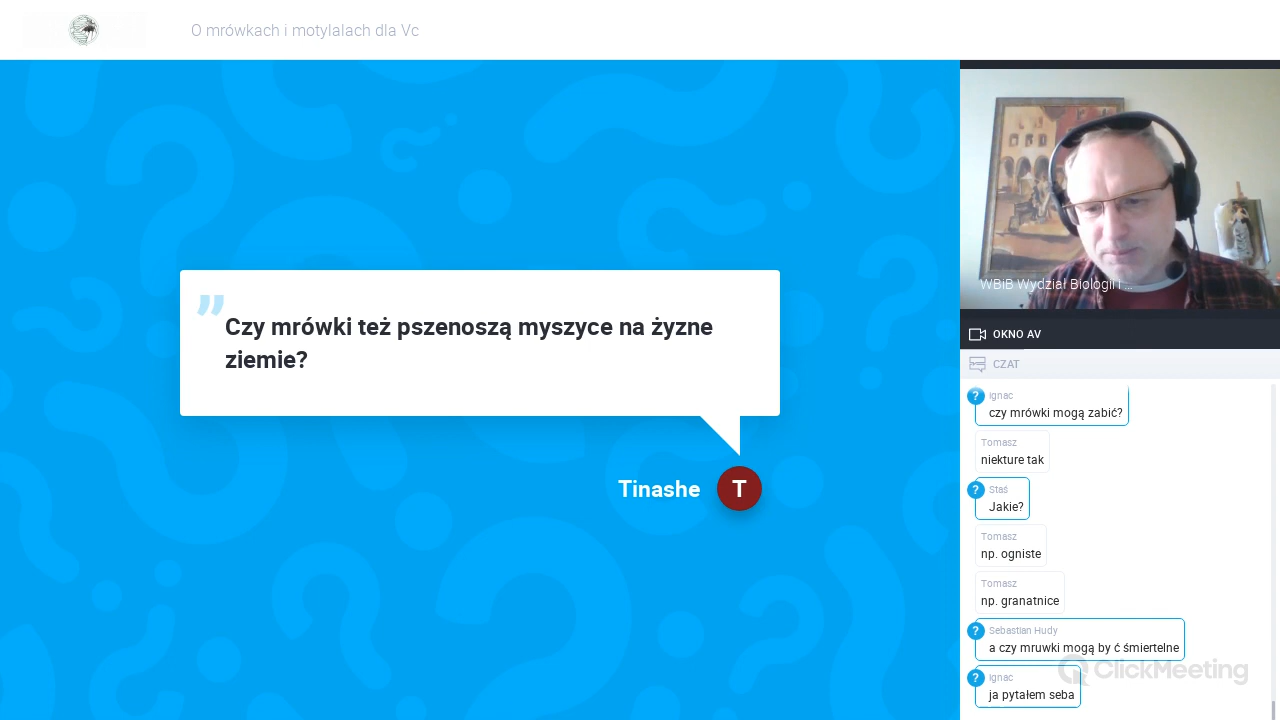 O mrówkach i motylalach dla Vc
Czy mrówki też pszenoszą myszyce na żyzne
ziemie?
Tinashe
T
WBiB Wydział Biologii i ...
OKNO AV
CZAT
ignac
czy mrówki mogą zabić?
Tomasz
niekture tak
Staś
Jakie?
Tomasz
np. ogniste
Tomasz
np. granatnice
Sebastian Hudy
a czy mruwki mogą by ć śmiertelne
ClickMeeting
ignac
ja pytałem seba